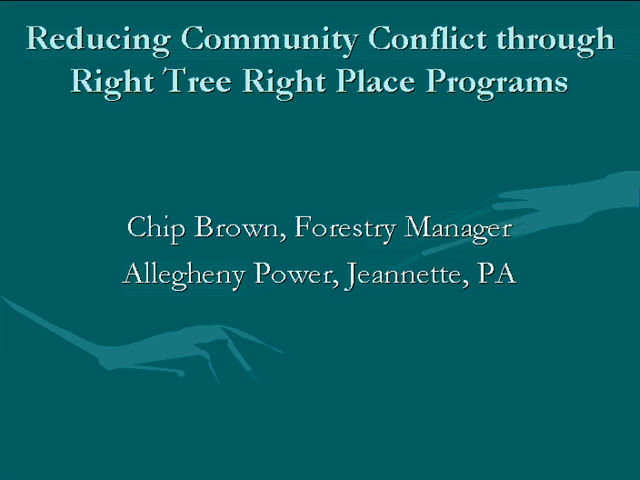 Reducing Community Conflict through
Right Tree Right Place Programs
Chip Brown, Forestry Manager
Allegheny Power, Jeannette, PA